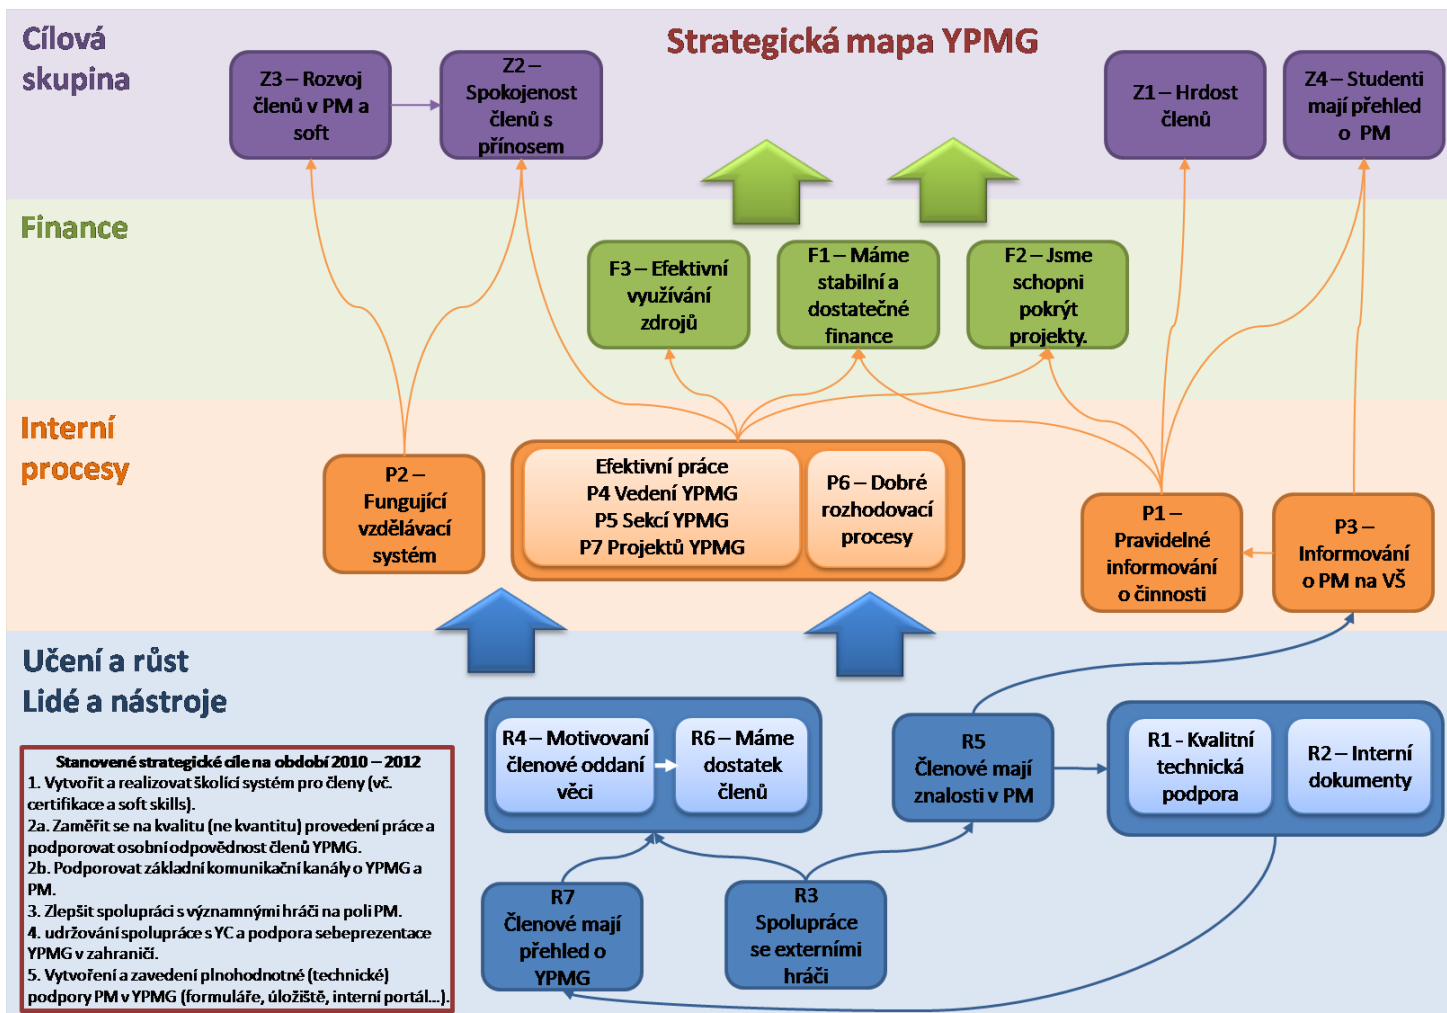 Cílová
skupina
Strategická mapa YPMG
Z3 – Rozvoj
členů v PM a
soft
Z2 –
Spokojenost
členů s
přínosem
Z1 – Hrdost
členů
Z4 – Studenti
mají přehled
o PM
Finance
F3 – Efektivní
využívání
zdrojů
F1 – Máme
stabilní a
dostatečné
finance
F2 – Jsme
schopni
pokrýt
projekty.
Interní
procesy
P2 –
Fungující
vzdělávací
systém
Efektivní práce
P4 Vedení YPMG
P5 Sekcí YPMG
P7 Projektů YPMG
P6 – Dobré
rozhodovací
procesy
P1 –
Pravidelné
informování
o činnosti
P3 –
Informování
o PM na VŠ
Učení a růst
Lidé a nástroje
R4 – Motivovaní
členové oddaní
věci
R6 – Máme
dostatek
členů
R5
Členové mají
znalosti v PM
R1 - Kvalitní
technická
podpora
R2 – Interní
dokumenty
R7
Členové mají
přehled o
YPMG
R3
Spolupráce
se externími
hráči
Stanovené strategické cíle na období 2010 – 2012
1. Vytvořit a realizovat školící systém pro členy (vč.
certifikace a soft skills).
2a. Zaměřit se na kvalitu (ne kvantitu) provedení práce a
podporovat osobní odpovědnost členů YPMG.
2b. Podporovat základní komunikační kanály o YPMG a
PM.
3. Zlepšit spolupráci s významnými hráči na poli PM.
4. udržování spolupráce s YC a podpora sebeprezentace
YPMG v zahraničí.
5. Vytvoření a zavedení plnohodnotné (technické)
podpory PM v YPMG (formuláře, úložiště, interní portál...).